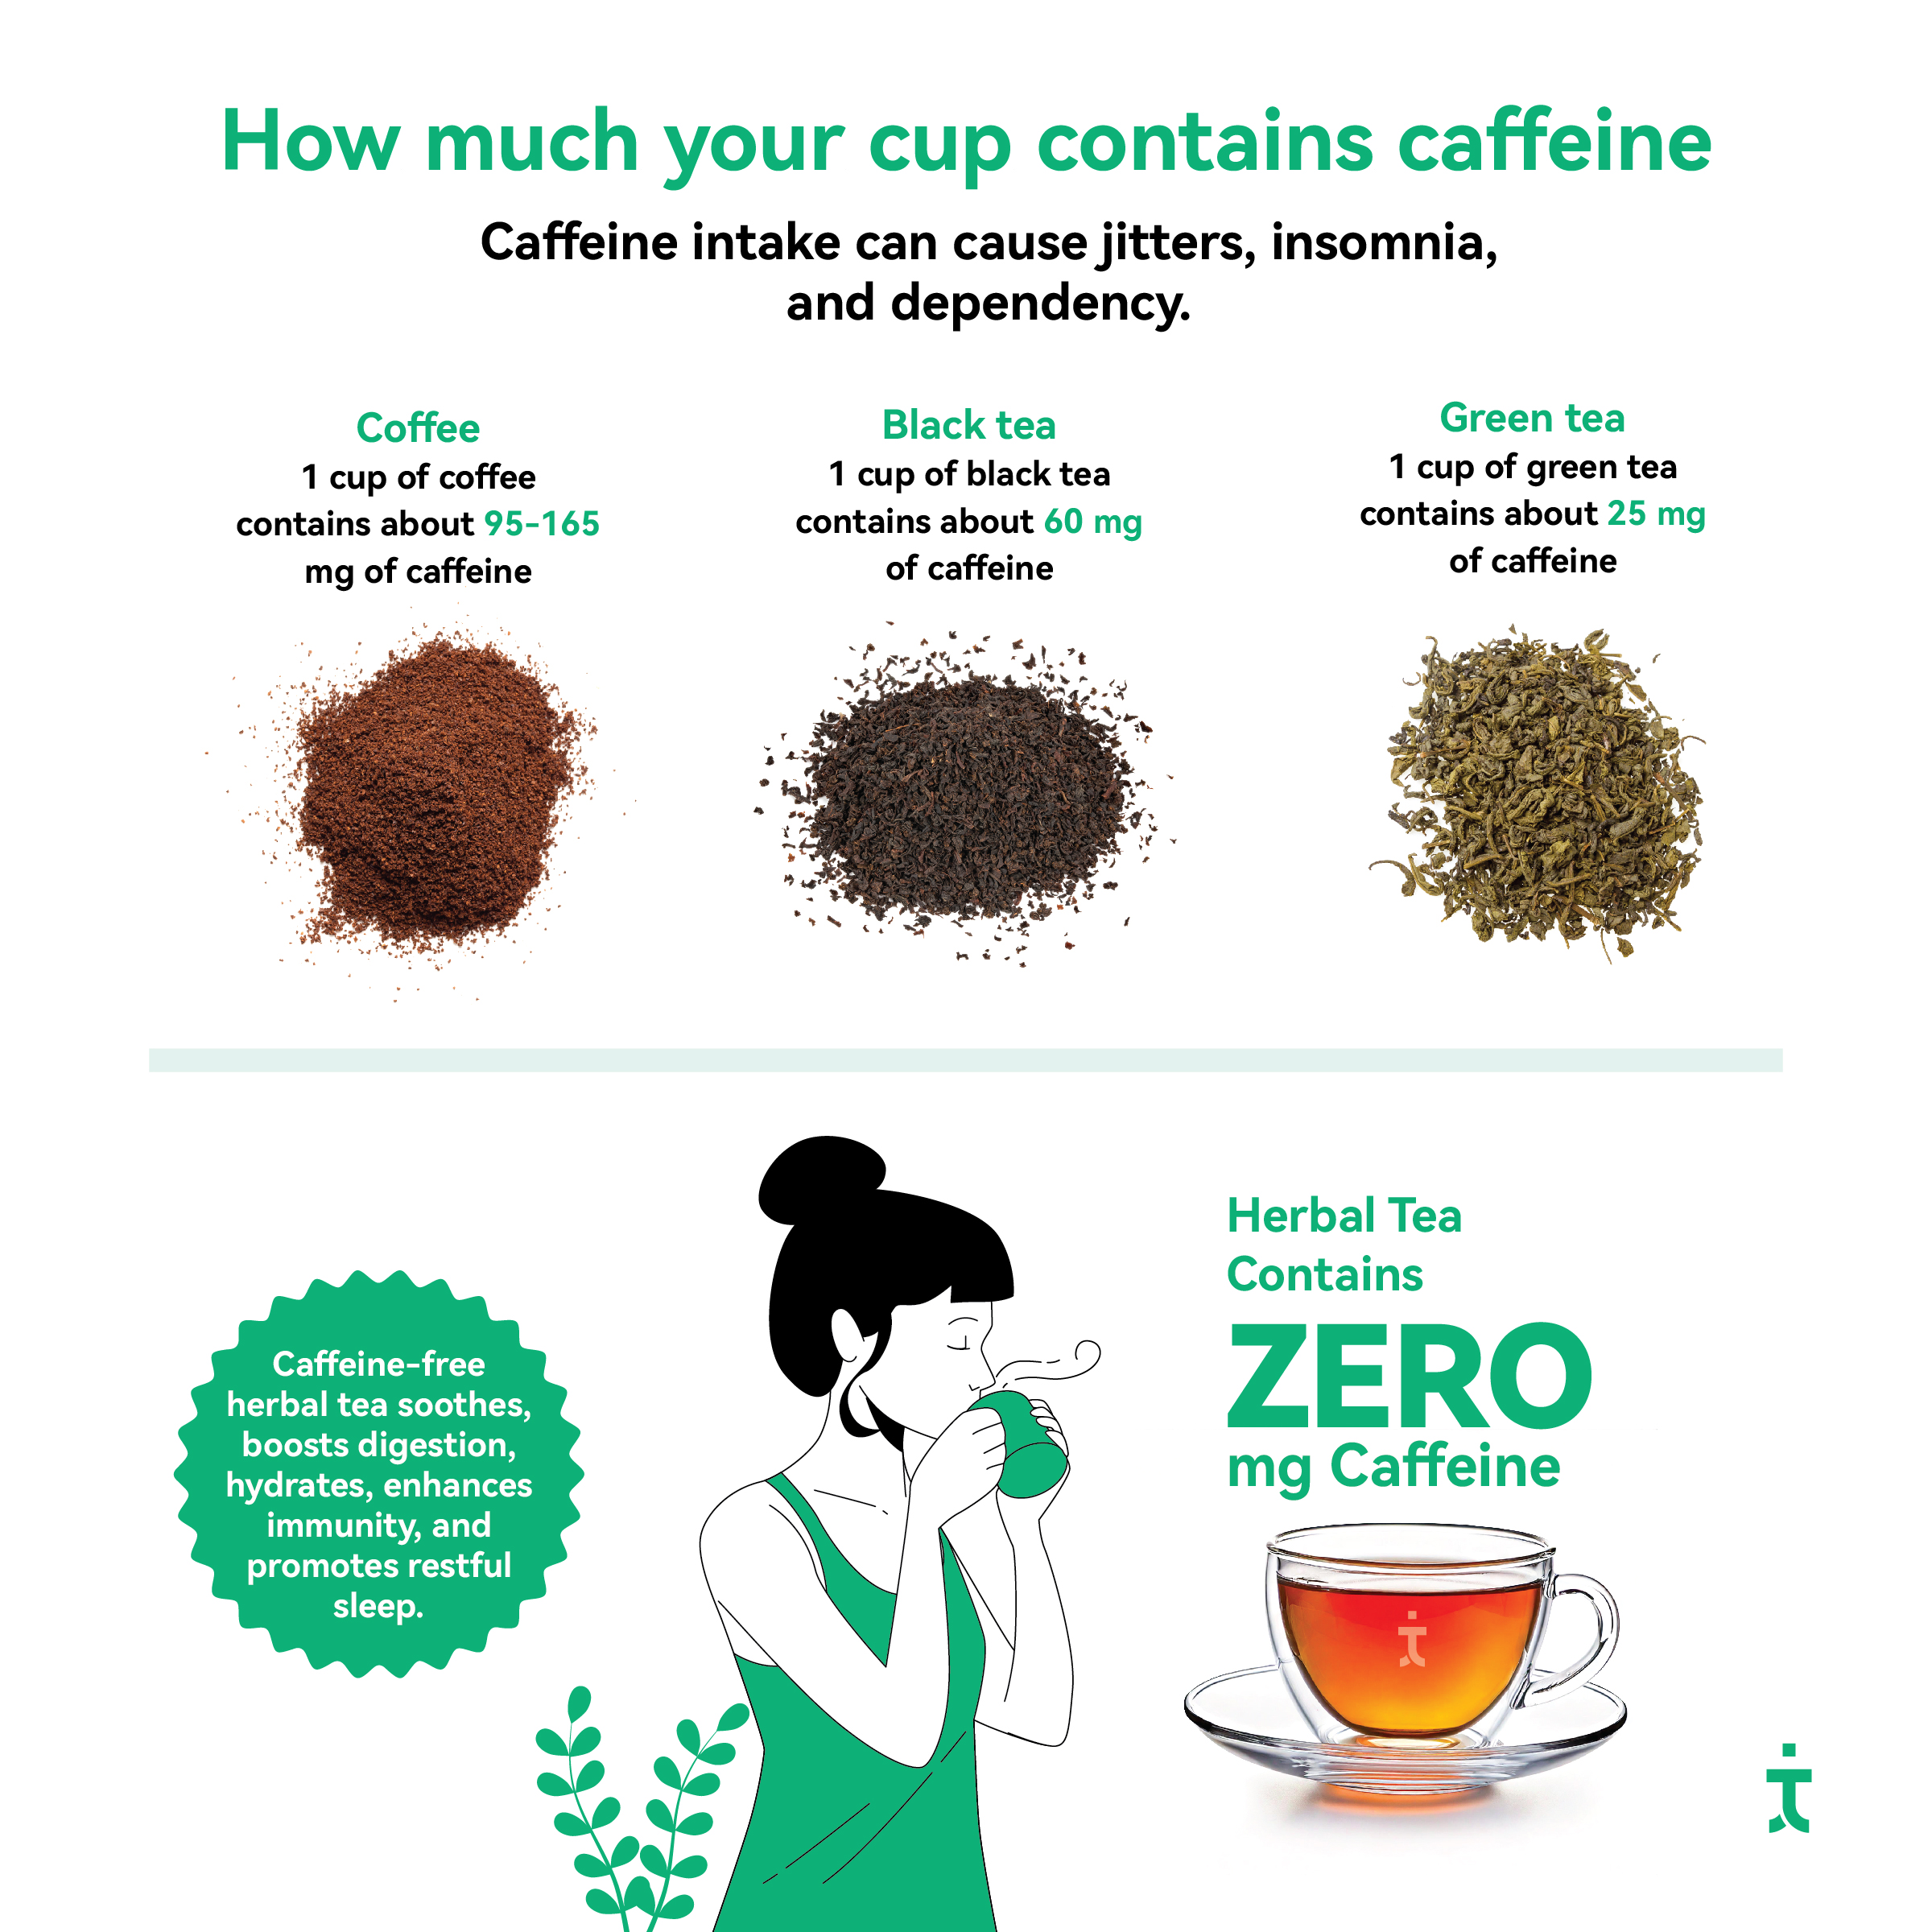 How much your cup contains caffeine
Caffeine intake can cause jitters, insomnia,
and dependency.
Coffee
1 cup of coffee
contains about 95-165
mg of caffeine
Black tea
1 cup of black tea
contains about 60 mg
of caffeine
Green tea
1 cup of green tea
contains about 25 mg
of caffeine
Caffeine-free
herbal tea soothes,
boosts digestion,
hydrates, enhances
immunity, and
promotes restful
sleep.
Herbal Tea
Contains
ZERO
mg Caffeine